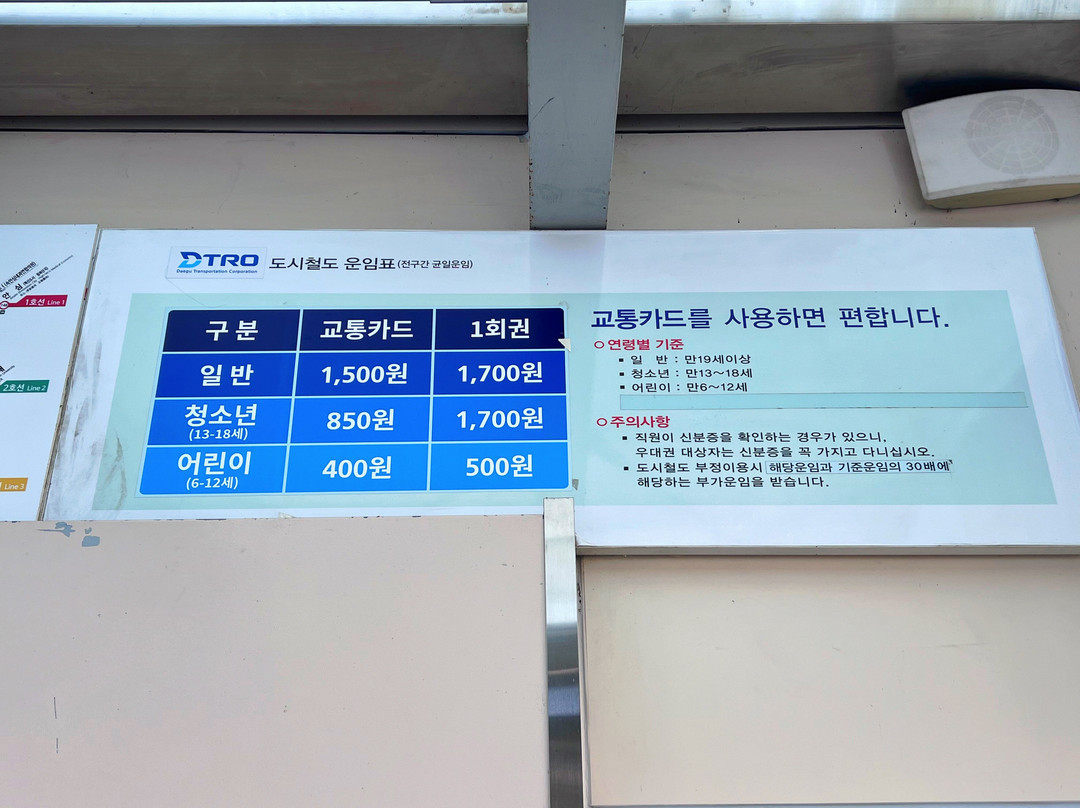 안심
1호선 Line 1
2호선 Line 2
Line 3
DTRO
Daegu Transportation Corporation
도시철도 운임표(전구간 균일운임)
구분 교통카드 1회권
일반 1,500원 1,700원
청소년 850원 1,700원
(13-18세)
어린이 400원 500원
(6-12세)
교통카드를 사용하면 편합니다.
연령별 기준
일 반 : 만19세이상
청소년 : 만13~18세
어린이 : 만6~12세
주의사항
직원이 신분증을 확인하는 경우가 있으니,
우대권 대상자는 신분증을 꼭 가지고 다니십시오.
도시철도 부정이용시 해당운임과 기준운임의 30배에
해당하는 부가운임을 받습니다.